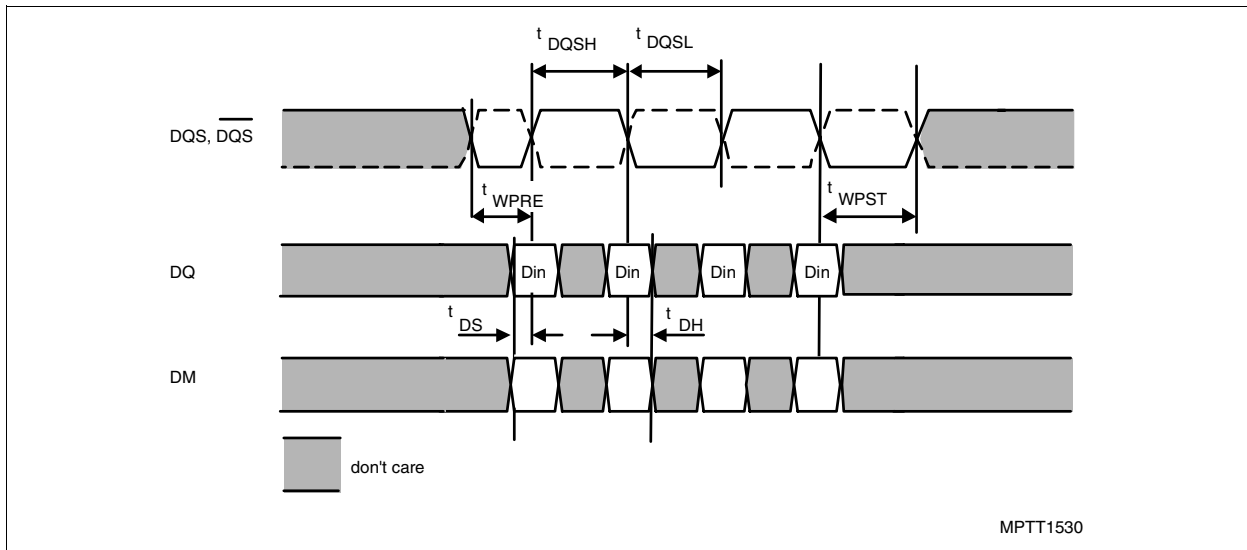 t DQSH
t DQSL
DQS, DQS
t WPRE
t WPST
DQ
Din Din Din Din
t DS
t DH
DM
don't care
MPTT1530